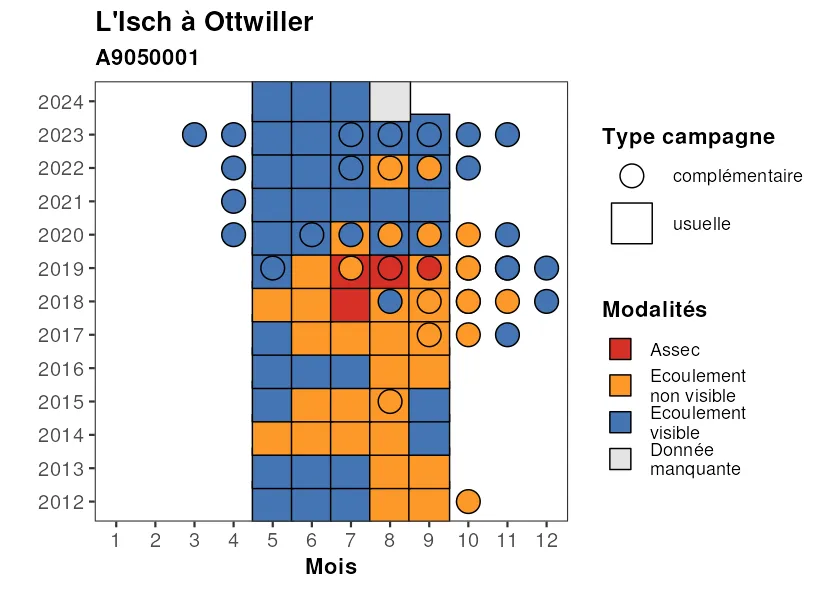 L'Isch à Ottwiller
A9050001
2024
2023
2022
2021
2020
2019
2018
2017
2016
2015
2014
2013
2012
1 2 3 4 5 6 7 8 9 10 11 12
Mois
Type campagne
complémentaire
usuelle
Modalités
Assec
Ecoulement
non visible
Ecoulement
visible
Donnée
manquante